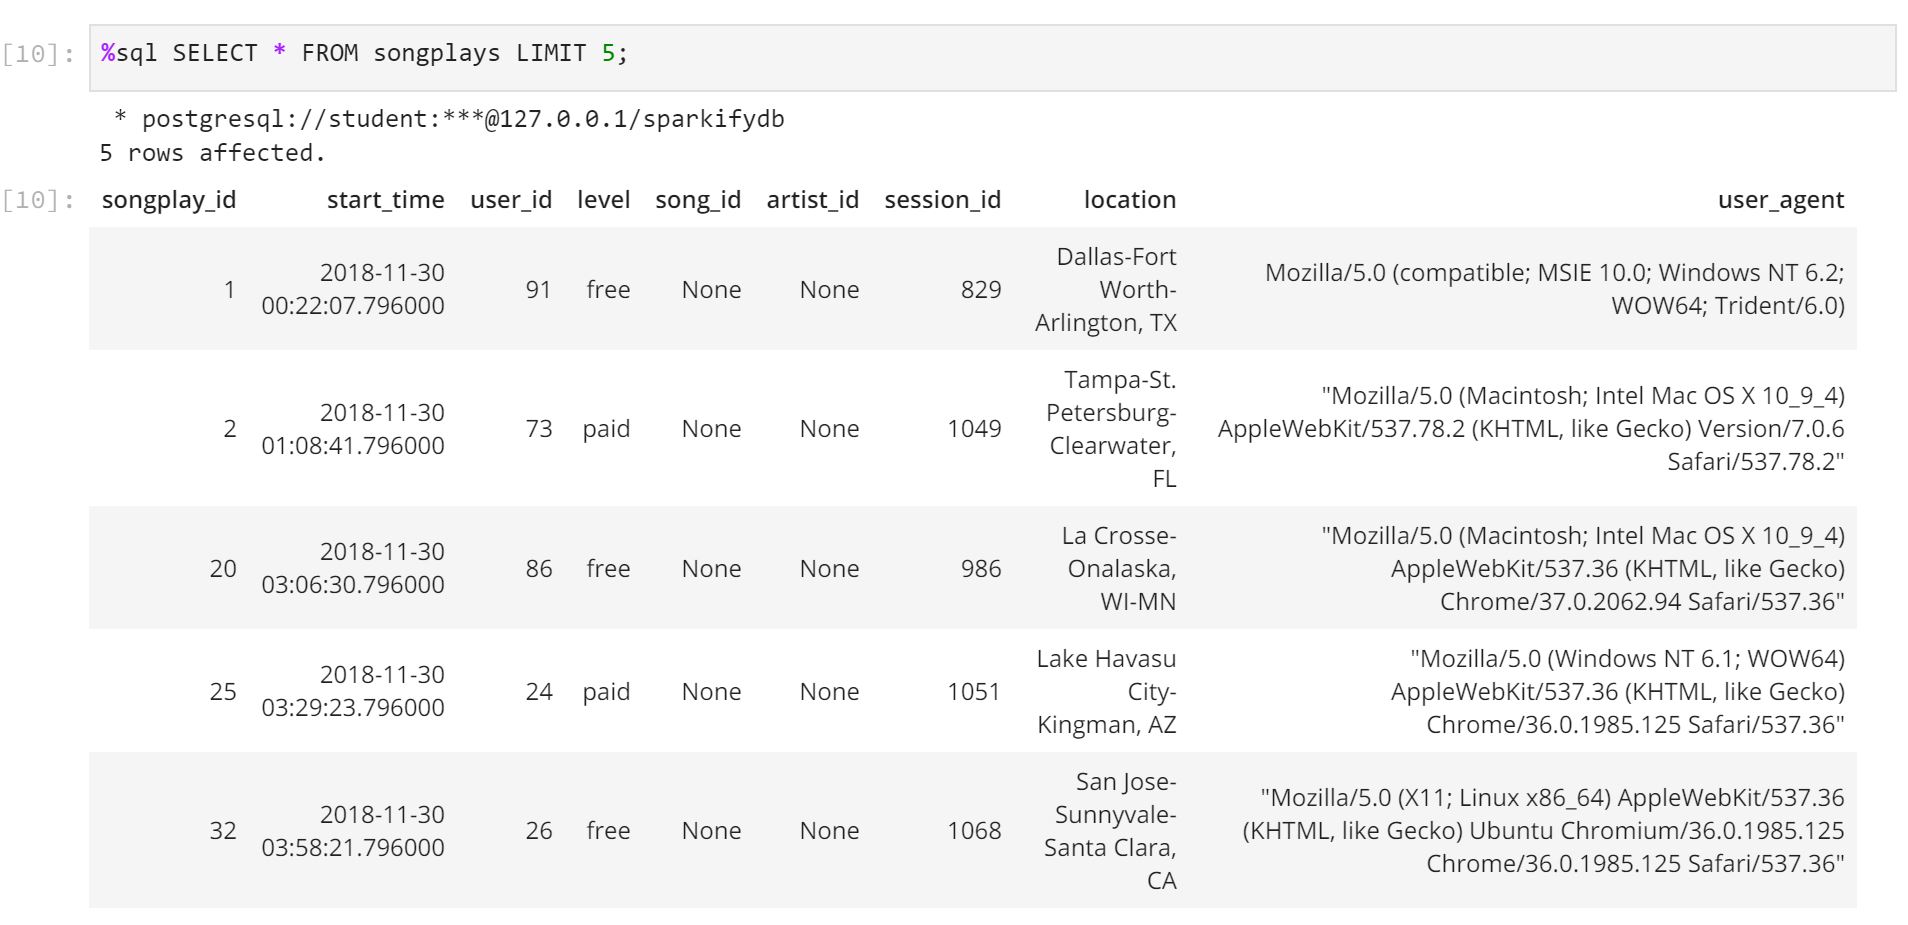 [10]: %sql SELECT * FROM songplays LIMIT 5;
* postgresql://student:***@127.0.0.1/sparkifydb
5 rows affected.
[10]: songplay_id start_time user_id level song_id artist_id session_id location user_agent
1 2018-11-30 00:22:07.796000 91 free None None 829 Dallas-Fort Worth-Arlington, TX Mozilla/5.0 (compatible; MSIE 10.0; Windows NT 6.2; WOW64; Trident/6.0)
2 2018-11-30 01:08:41.796000 73 paid None None 1049 Tampa-St. Petersburg-Clearwater, FL "Mozilla/5.0 (Macintosh; Intel Mac OS X 10_9_4) AppleWebKit/537.78.2 (KHTML, like Gecko) Version/7.0.6 Safari/537.78.2"
20 2018-11-30 03:06:30.796000 86 free None None 986 La Crosse-Onalaska, WI-MN "Mozilla/5.0 (Macintosh; Intel Mac OS X 10_9_4) AppleWebKit/537.36 (KHTML, like Gecko) Chrome/37.0.2062.94 Safari/537.36"
25 2018-11-30 03:29:23.796000 24 paid None None 1051 Lake Havasu City-Kingman, AZ "Mozilla/5.0 (Windows NT 6.1; WOW64) AppleWebKit/537.36 (KHTML, like Gecko) Chrome/36.0.1985.125 Safari/537.36"
32 2018-11-30 03:58:21.796000 26 free None None 1068 San Jose-Sunnyvale-Santa Clara, CA "Mozilla/5.0 (X11; Linux x86_64) AppleWebKit/537.36 (KHTML, like Gecko) Ubuntu Chromium/36.0.1985.125 Chrome/36.0.1985.125 Safari/537.36"